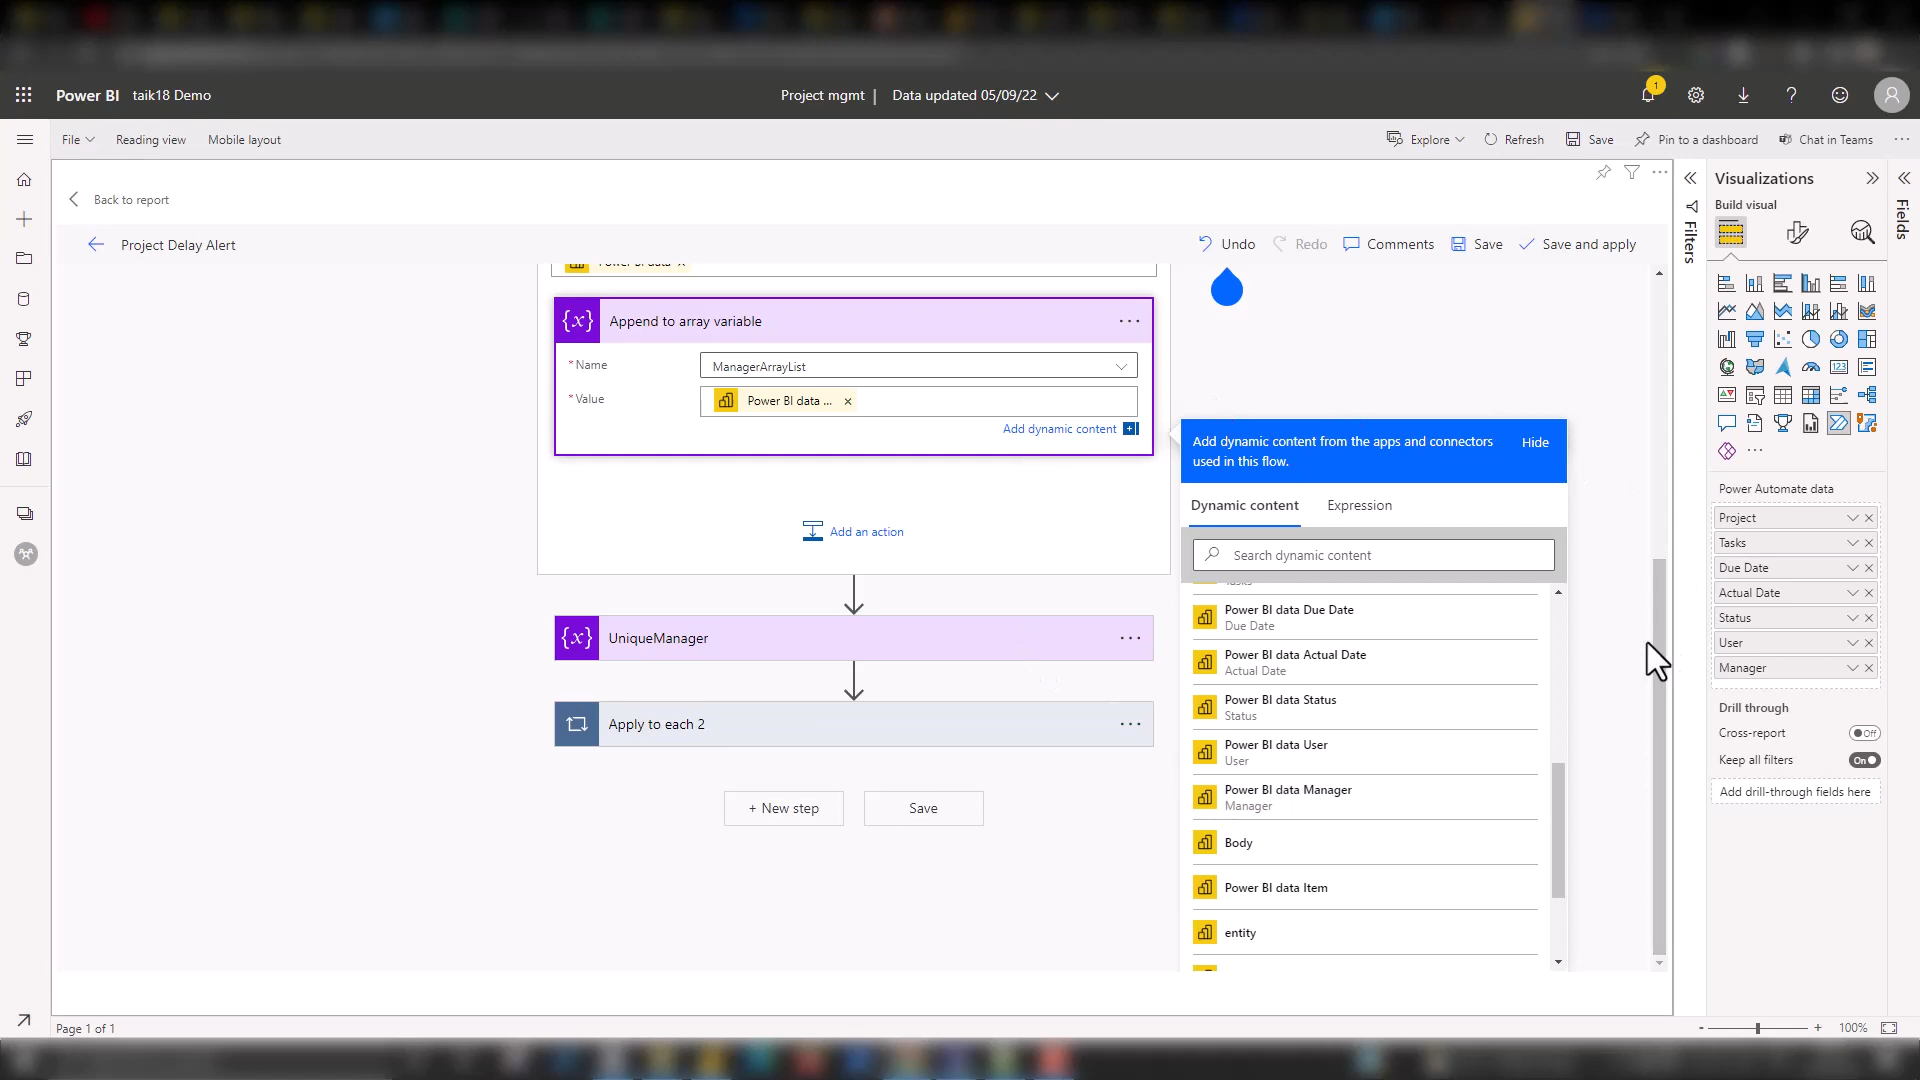 Power BI taik18 Demo
Project mgmt | Data updated 05/09/22
1
File Reading view Mobile layout
Explore Refresh Save Pin to a dashboard Chat in Teams
Back to report
Project Delay Alert
Undo Redo Comments Save Save and apply
Append to array variable
*Name
ManagerArrayList
*Value
Power BI data ...
Add dynamic content
Add an action
UniqueManager
Apply to each 2
+ New step
Save
Add dynamic content from the apps and connectors
used in this flow.
Hide
Dynamic content
Expression
Search dynamic content
Power BI data Due Date
Due Date
Power BI data Actual Date
Actual Date
Power BI data Status
Status
Power BI data User
User
Power BI data Manager
Manager
Body
Power BI data Item
entity
Filters
Visualizations
Build visual
123
Power Automate data
Project
Tasks
Due Date
Actual Date
Status
User
Manager
Drill through
Cross-report
Off
Keep all filters
On
Add drill-through fields here
Fields
Page 1 of 1
100%